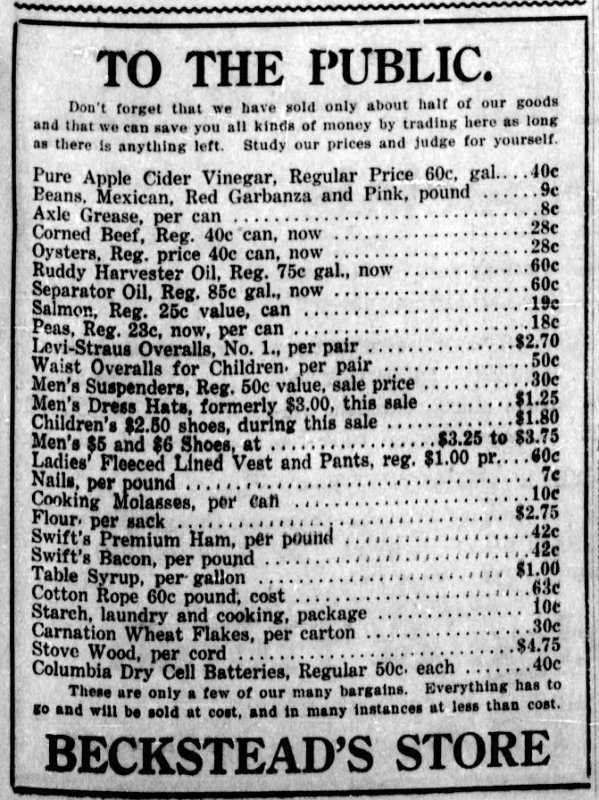 TO THE PUBLIC.
Don't forget that we have sold only about half of our goods
and that we can save you all kinds of money by trading here as long
as there is anything left. Study our prices and judge for yourself.
Pure Apple Cider Vinegar, Regular Price 60c, gal....40c
Beans, Mexican, Red Garbanza and Pink, pound ......9c
Axle Grease, per can ..............................8c
Corned Beef, Reg. 40c can, now ....................28c
Oysters, Reg. price 40c can, now ..................28c
Ruddy Harvester Oil, Reg. 75c gal., now ............60c
Separator Oil, Reg. 85c gal., now ..................60c
Salmon, Reg. 25c value, can .......................19c
Peas, Reg. 23c, now, per can ......................18c
Levi-Straus Overalls, No. 1., per pair ..............$2.70
Waist Overalls for Children, per pair ..............50c
Men's Suspenders, Reg. 50c value, sale price ........30c
Men's Dress Hats, formerly $3.00, this sale .........$1.25
Children's $2.50 shoes, during this sale ............$1.80
Men's $5 and $6 Shoes, at .................$3.25 to $3.75
Ladies' Fleeced Lined Vest and Pants, reg. $1.00 pr....60c
Nails, per pound ..................................7c
Cooking Molasses, per can .........................10c
Flour, per sack ...................................$2.75
Swift's Premium Ham, per pound ....................42c
Swift's Bacon, per pound ..........................42c
Table Syrup, per gallon ...........................$1.00
Cotton Rope 60c pound, cost .......................63c
Starch, laundry and cooking, package ..............10c
Carnation Wheat Flakes, per carton ................30c
Stove Wood, per cord ..............................$4.75
Columbia Dry Cell Batteries, Regular 50c, each .......40c
These are only a few of our many bargains. Everything has to
go and will be sold at cost, and in many instances at less than cost.
BECKSTEAD'S STORE